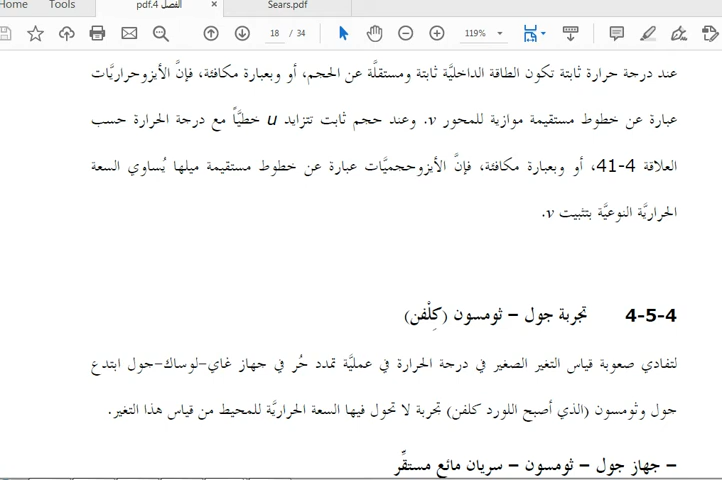 Home Tools الفصل 4.pdf × Sears.pdf
18 / 34 119%
عند درجة حرارة ثابتة تكون الطاقة الداخليَّة ثابتة ومستقلَّة عن الحجم، أو وبعبارة مكافئة، فإنَّ الأيزوحراريَّات
عبارة عن خطوط مستقيمة موازية للمحور v. وعند حجم ثابت تتزايد u خطيًّا مع درجة الحرارة حسب
العلاقة 4-41، أو وبعبارة مكافئة، فإنَّ الأيزوحجميَّات عبارة عن خطوط مستقيمة ميلها يُساوي السعة
الحراريَّة النوعيَّة بتثبيت v.
4-5-4 تجربة جول – ثومسون (كِلْفن)
لتفادي صعوبة قياس التغير الصغير في درجة الحرارة في عمليَّة تمدد حُر في جهاز غاي-لوساك-جول ابتدع
جول وثومسون (الذي أصبح اللورد كلفن) تجربة لا تحول فيها السعة الحراريَّة للمحيط من قياس هذا التغير.
– جهاز جول – ثومسون – سريان مائع مستقِّر